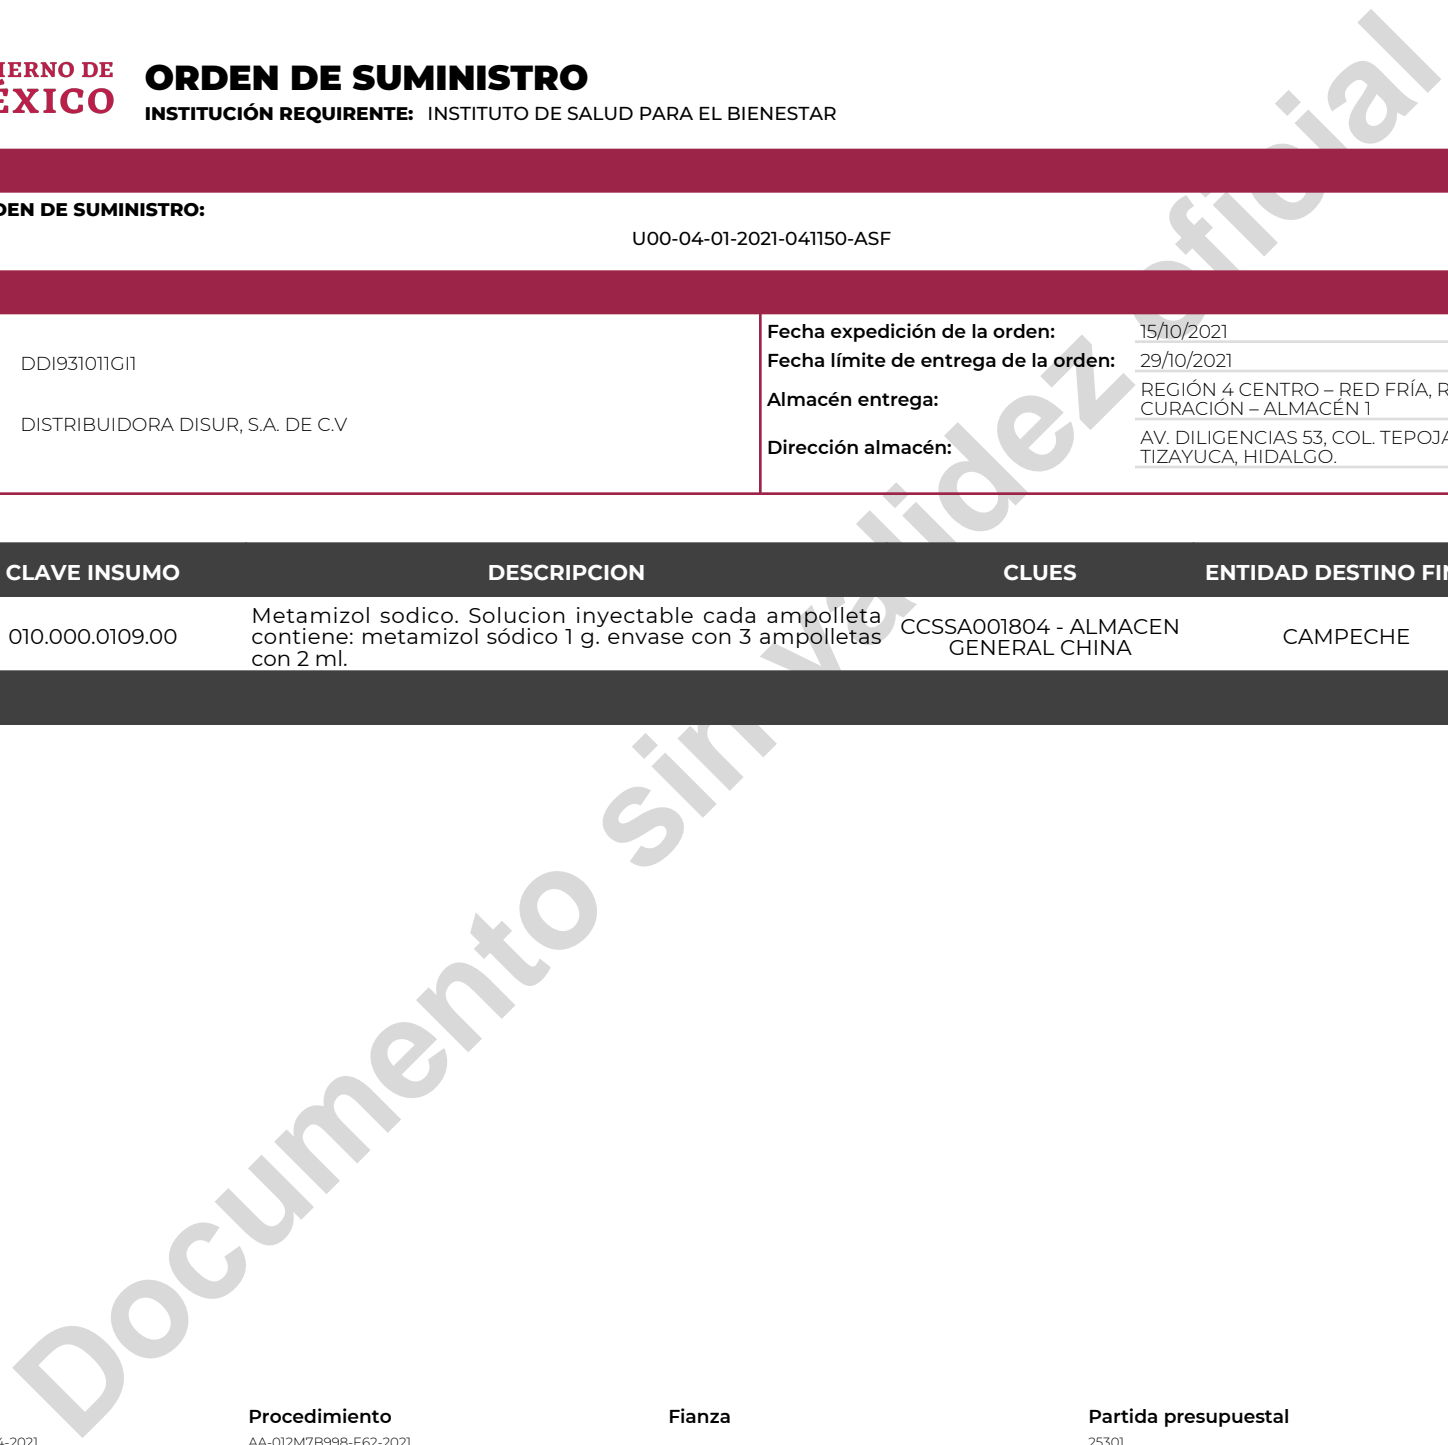 ORDEN DE SUMINISTRO
INSTITUCIÓN REQUIRENTE: INSTITUTO DE SALUD PARA EL BIENESTAR
DE
DE SUMINISTRO:
U00-04-01-2021-041150-ASF
DDI931011GI1
DISTRIBUIDORA DISUR, S.A. DE C.V
Fecha expedición de la orden: 15/10/2021
Fecha límite de entrega de la orden: 29/10/2021
Almacén entrega: REGIÓN 4 CENTRO – RED FRÍA,
CURACIÓN – ALMACÉN 1
Dirección almacén: AV. DILIGENCIAS 53, COL.
TIZAYUCA, HIDALGO.
CLAVE INSUMO DESCRIPCION CLUES ENTIDAD DESTINO
010.000.0109.00
Metamizol sodico. Solucion inyectable cada ampolleta
contiene: metamizol sódico 1 g. envase con 3 ampolletas
con 2 ml.
CCSSA001804 - ALMACEN
GENERAL CHINA
CAMPECHE
Documento sin validez oficial
Procedimiento Fianza Partida presupuestal